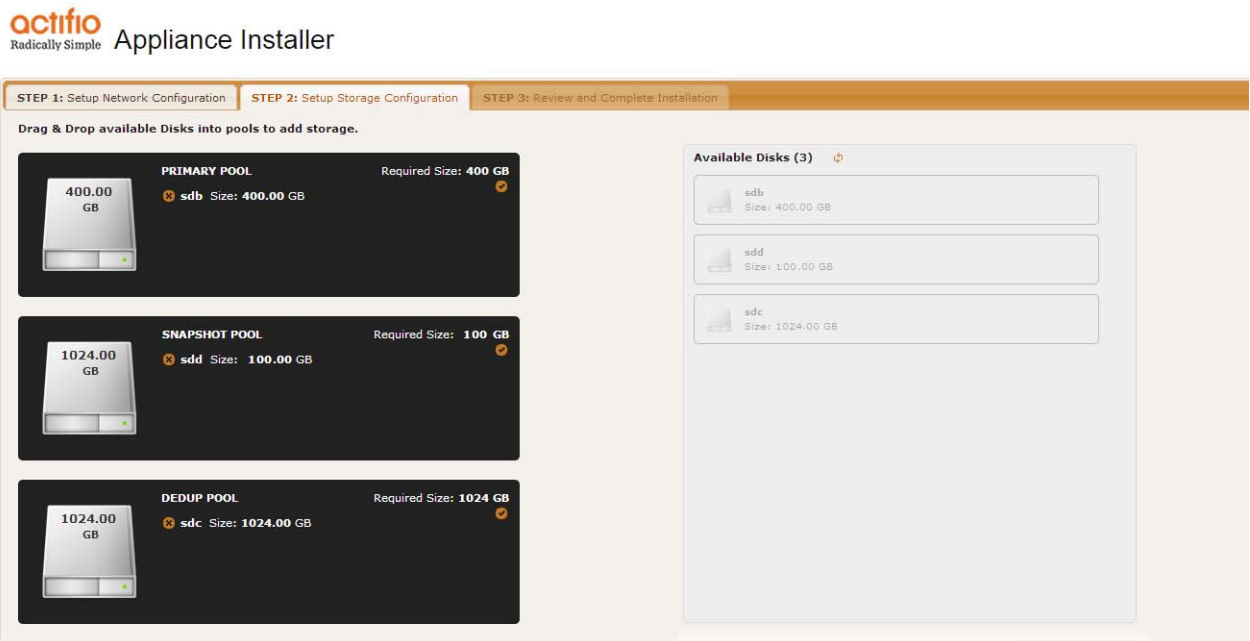 actifio
Radically Simple
Appliance Installer
STEP 1: Setup Network Configuration
STEP 2: Setup Storage Configuration
STEP 3: Review and Complete Installation
Drag & Drop available Disks into pools to add storage.
400.00
GB
PRIMARY POOL
Required Size: 400 GB
sdb Size: 400.00 GB
1024.00
GB
SNAPSHOT POOL
Required Size: 100 GB
sdd Size: 100.00 GB
1024.00
GB
DEDUP POOL
Required Size: 1024 GB
sdc Size: 1024.00 GB
Available Disks (3)
sdb
Size: 400.00 GB
sdd
Size: 100.00 GB
sdc
Size: 1024.00 GB